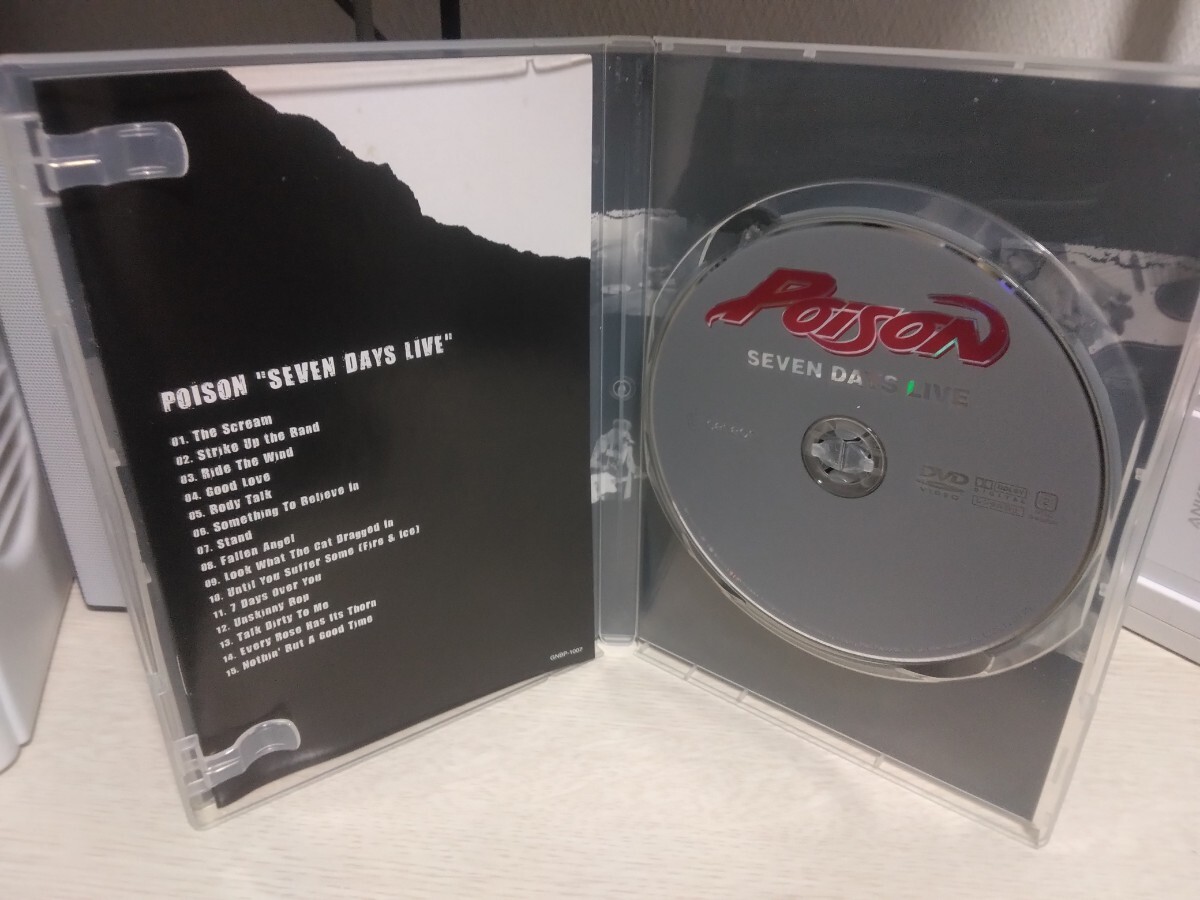 POISON "SEVEN DAYS LIVE"
01. The Scream
02. Strike Up the Band
03. Ride The Wind
04. Good Love
05. Body Talk
06. Something To Believe In
07. Stand
08. Fallen Angel
09. Look What The Cat Dragged In
10. Until You Suffer Some (Fire & Ice)
11. 7 Days Over You
12. Unskinny Bop
13. Talk Dirty To Me
14. Every Rose Has Its Thorn
15. Nothin' But A Good Time
GNBP-1007
POISON
SEVEN DAYS LIVE
DVD
VIDEO
DIGITAL